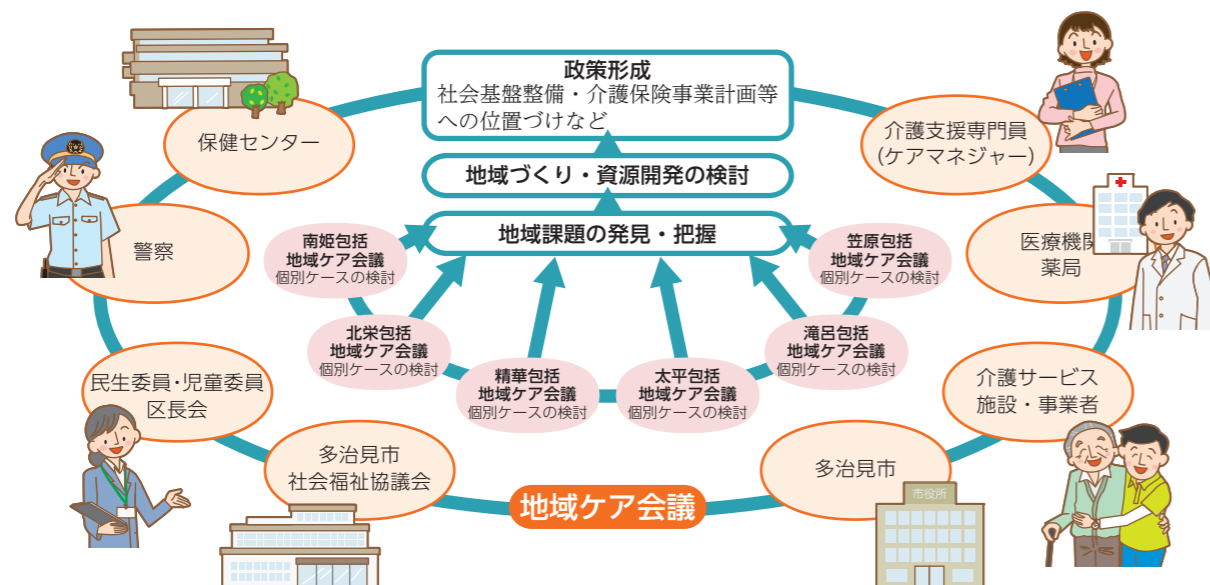 政策形成
社会基盤整備・介護保険事業計画等
への位置づけなど
地域づくり・資源開発の検討
地域課題の発見・把握
保健センター
警察
民生委員・児童委員
区長会
多治見市
社会福祉協議会
地域ケア会議
多治見市
市役所
介護サービス
施設・事業者
医療機関
薬局
介護支援専門員
(ケアマネジャー)
南姫包括
地域ケア会議
個別ケースの検討
北栄包括
地域ケア会議
個別ケースの検討
精華包括
地域ケア会議
個別ケースの検討
太平包括
地域ケア会議
個別ケースの検討
滝呂包括
地域ケア会議
個別ケースの検討
笠原包括
地域ケア会議
個別ケースの検討